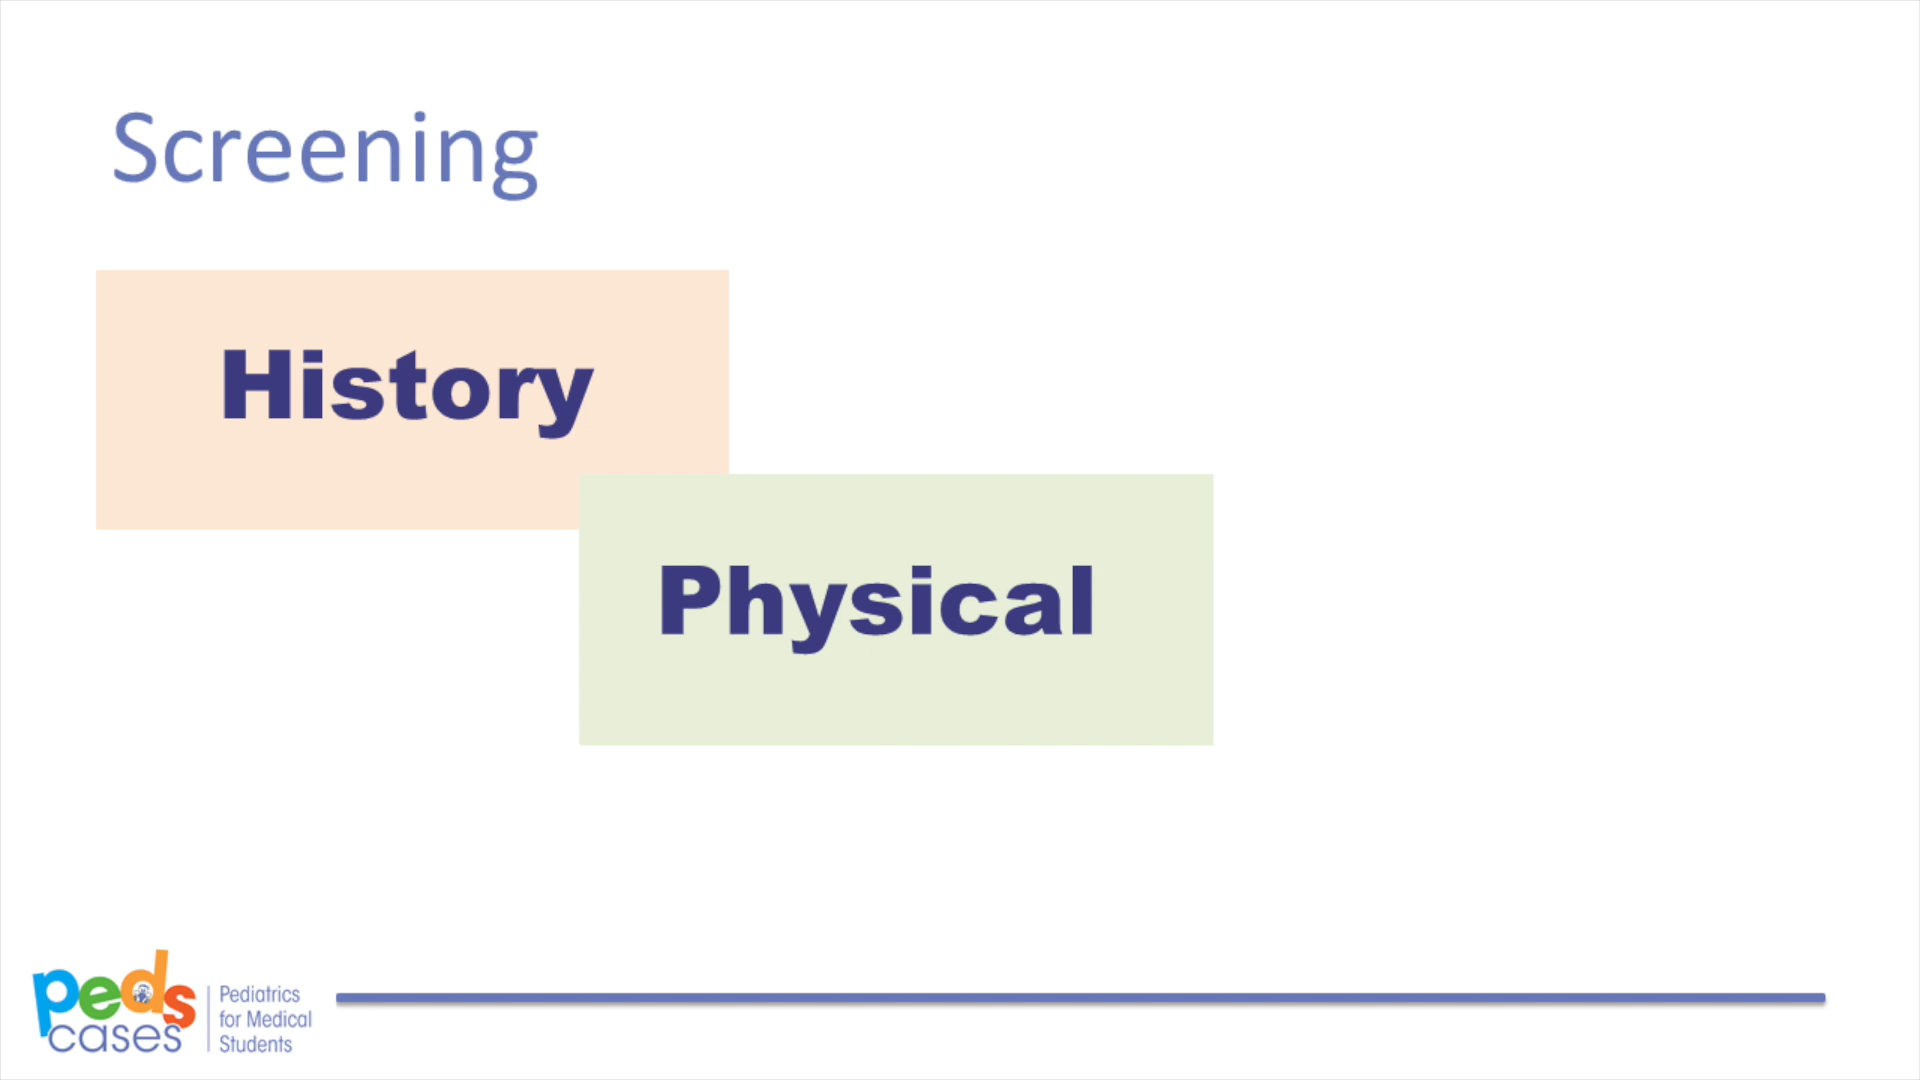 Screening
History
Physical
peds
cases
Pediatrics
for Medical
Students